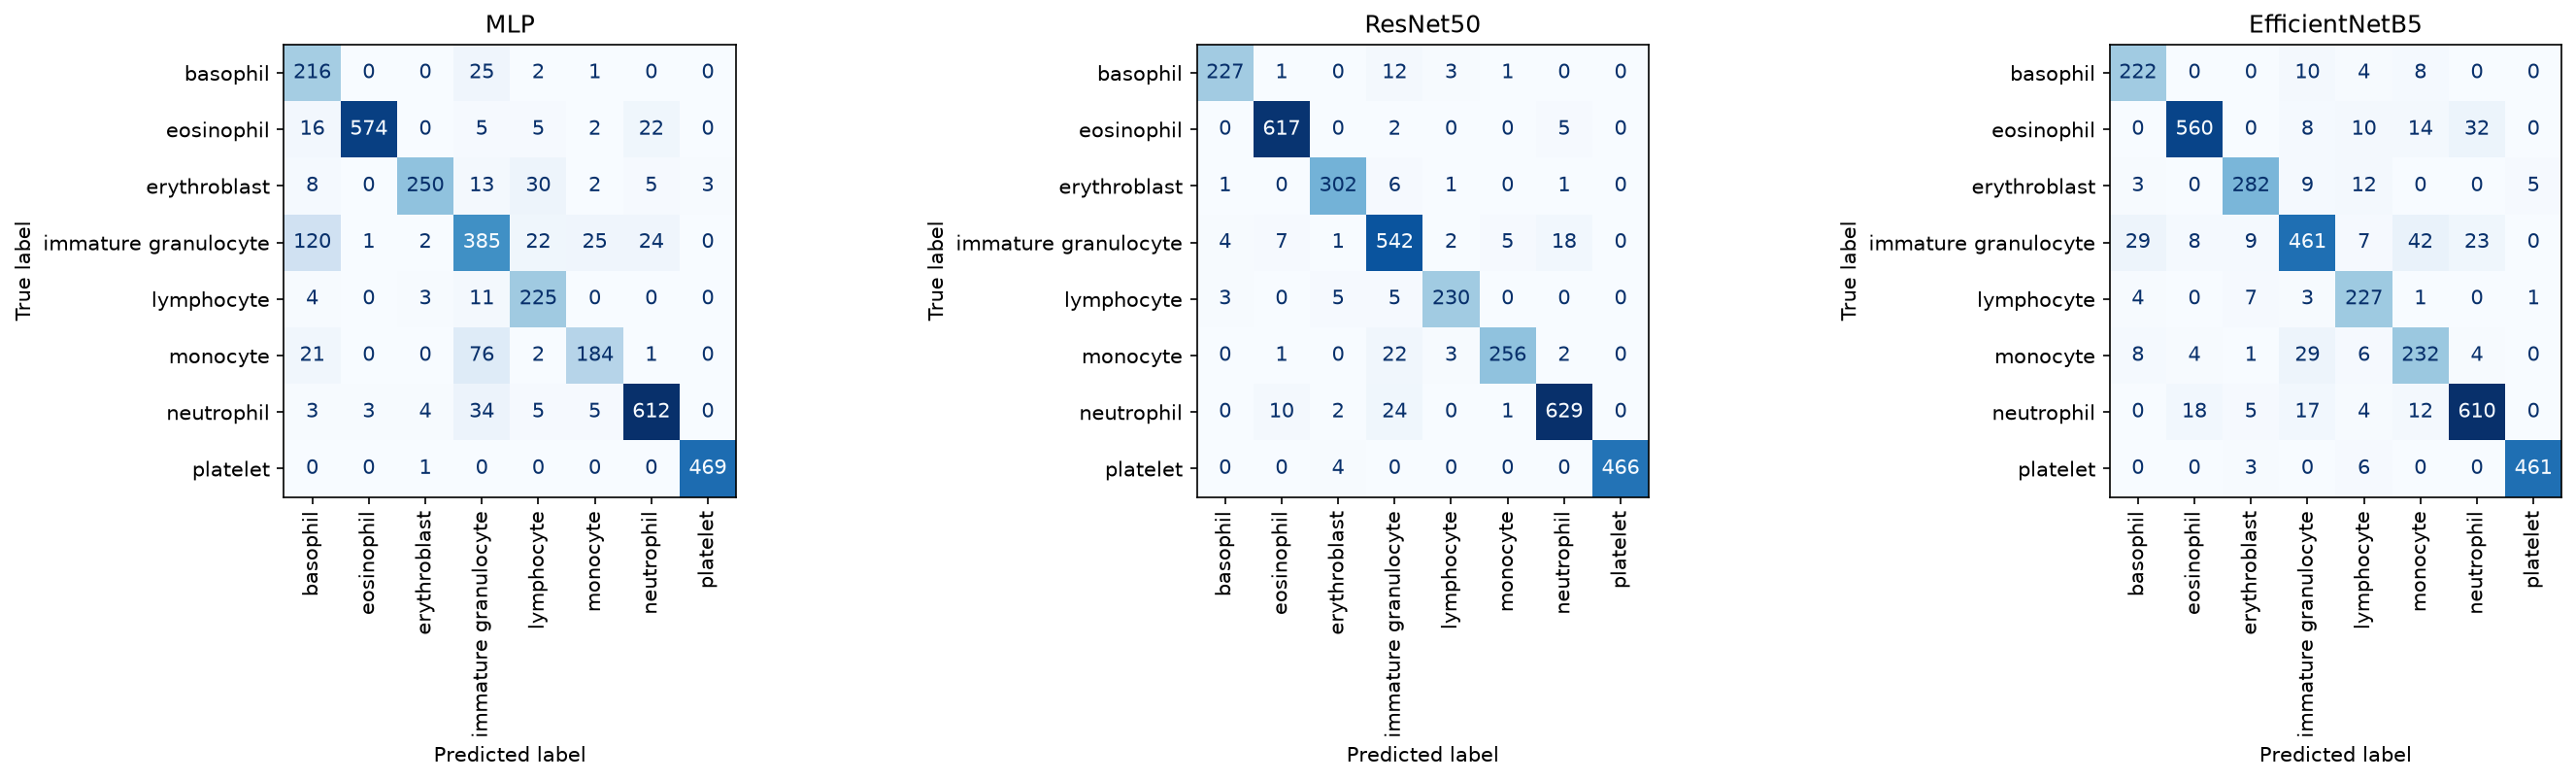 MLP
basophil 216 0 0 25 2 1 0 0
eosinophil 16 574 0 5 5 2 22 0
erythroblast 8 0 250 13 30 2 5 3
immature granulocyte 120 1 2 385 22 25 24 0
lymphocyte 4 0 3 11 225 0 0 0
monocyte 21 0 0 76 2 184 1 0
neutrophil 3 3 4 34 5 5 612 0
platelet 0 0 1 0 0 0 0 469
True label
basophil
eosinophil
erythroblast
immature granulocyte
lymphocyte
monocyte
neutrophil
platelet
Predicted label
ResNet50
basophil 227 1 0 12 3 1 0 0
eosinophil 0 617 0 2 0 0 5 0
erythroblast 1 0 302 6 1 0 1 0
immature granulocyte 4 7 1 542 2 5 18 0
lymphocyte 3 0 5 5 230 0 0 0
monocyte 0 1 0 22 3 256 2 0
neutrophil 0 10 2 24 0 1 629 0
platelet 0 0 4 0 0 0 0 466
True label
basophil
eosinophil
erythroblast
immature granulocyte
lymphocyte
monocyte
neutrophil
platelet
Predicted label
EfficientNetB5
basophil 222 0 0 10 4 8 0 0
eosinophil 0 560 0 8 10 14 32 0
erythroblast 3 0 282 9 12 0 0 5
immature granulocyte 29 8 9 461 7 42 23 0
lymphocyte 4 0 7 3 227 1 0 1
monocyte 8 4 1 29 6 232 4 0
neutrophil 0 18 5 17 4 12 610 0
platelet 0 0 3 0 6 0 0 461
True label
basophil
eosinophil
erythroblast
immature granulocyte
lymphocyte
monocyte
neutrophil
platelet
Predicted label